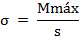 σ = Mmáx / s